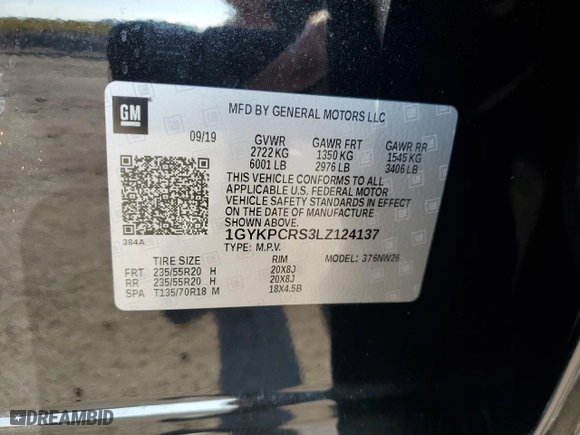 GM
MFD BY GENERAL MOTORS LLC
09/19 GVWR GAWR FRT GAWR RR
2722 KG 1350 KG 1545 KG
6001 LB 2976 LB 3406 LB
THIS VEHICLE CONFORMS TO ALL
APPLICABLE U.S. FEDERAL MOTOR
VEHICLE SAFETY STANDARDS IN EFFECT
ON THE DATE OF MANUFACTURE
SHOWN ABOVE.
384A
1GYKPCRS3LZ124137
TYPE: M.P.V. MODEL: 376NW26
TIRE SIZE RIM
FRT 235/55R20 H 20X8J
RR 235/55R20 H 20X8J
SPA T135/70R18 M 18X4.5B
DREAMBID